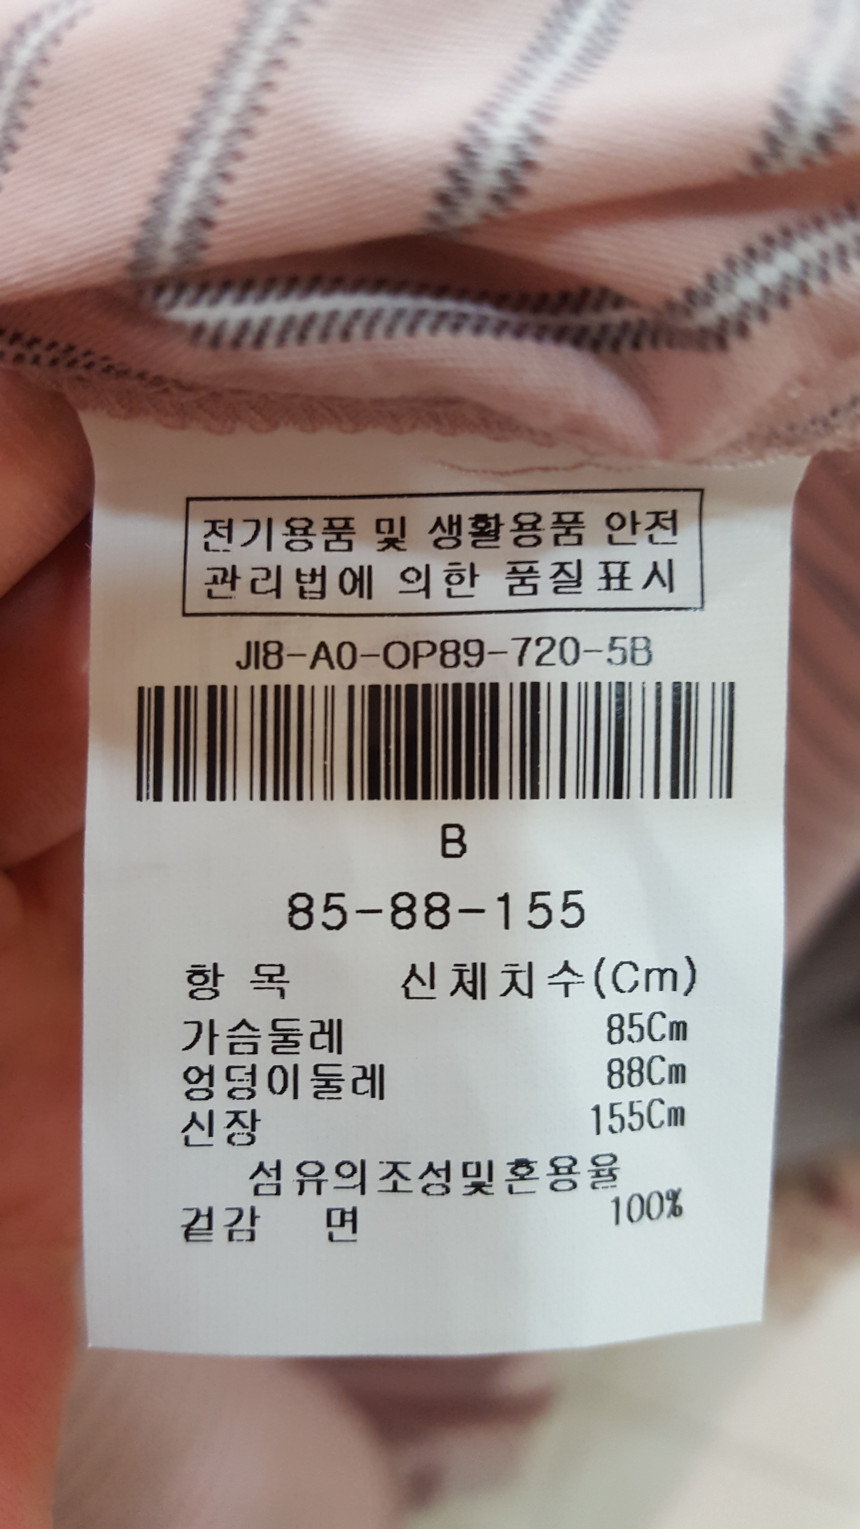 전기용품 및 생활용품 안전
관리법에 의한 품질표시
JI8-A0-OP89-720-5B
B
85-88-155
항 목 신체치수(Cm)
가슴둘레 85Cm
엉덩이둘레 88Cm
신장 155Cm
섬유의조성및혼용율
겉감 면 100%